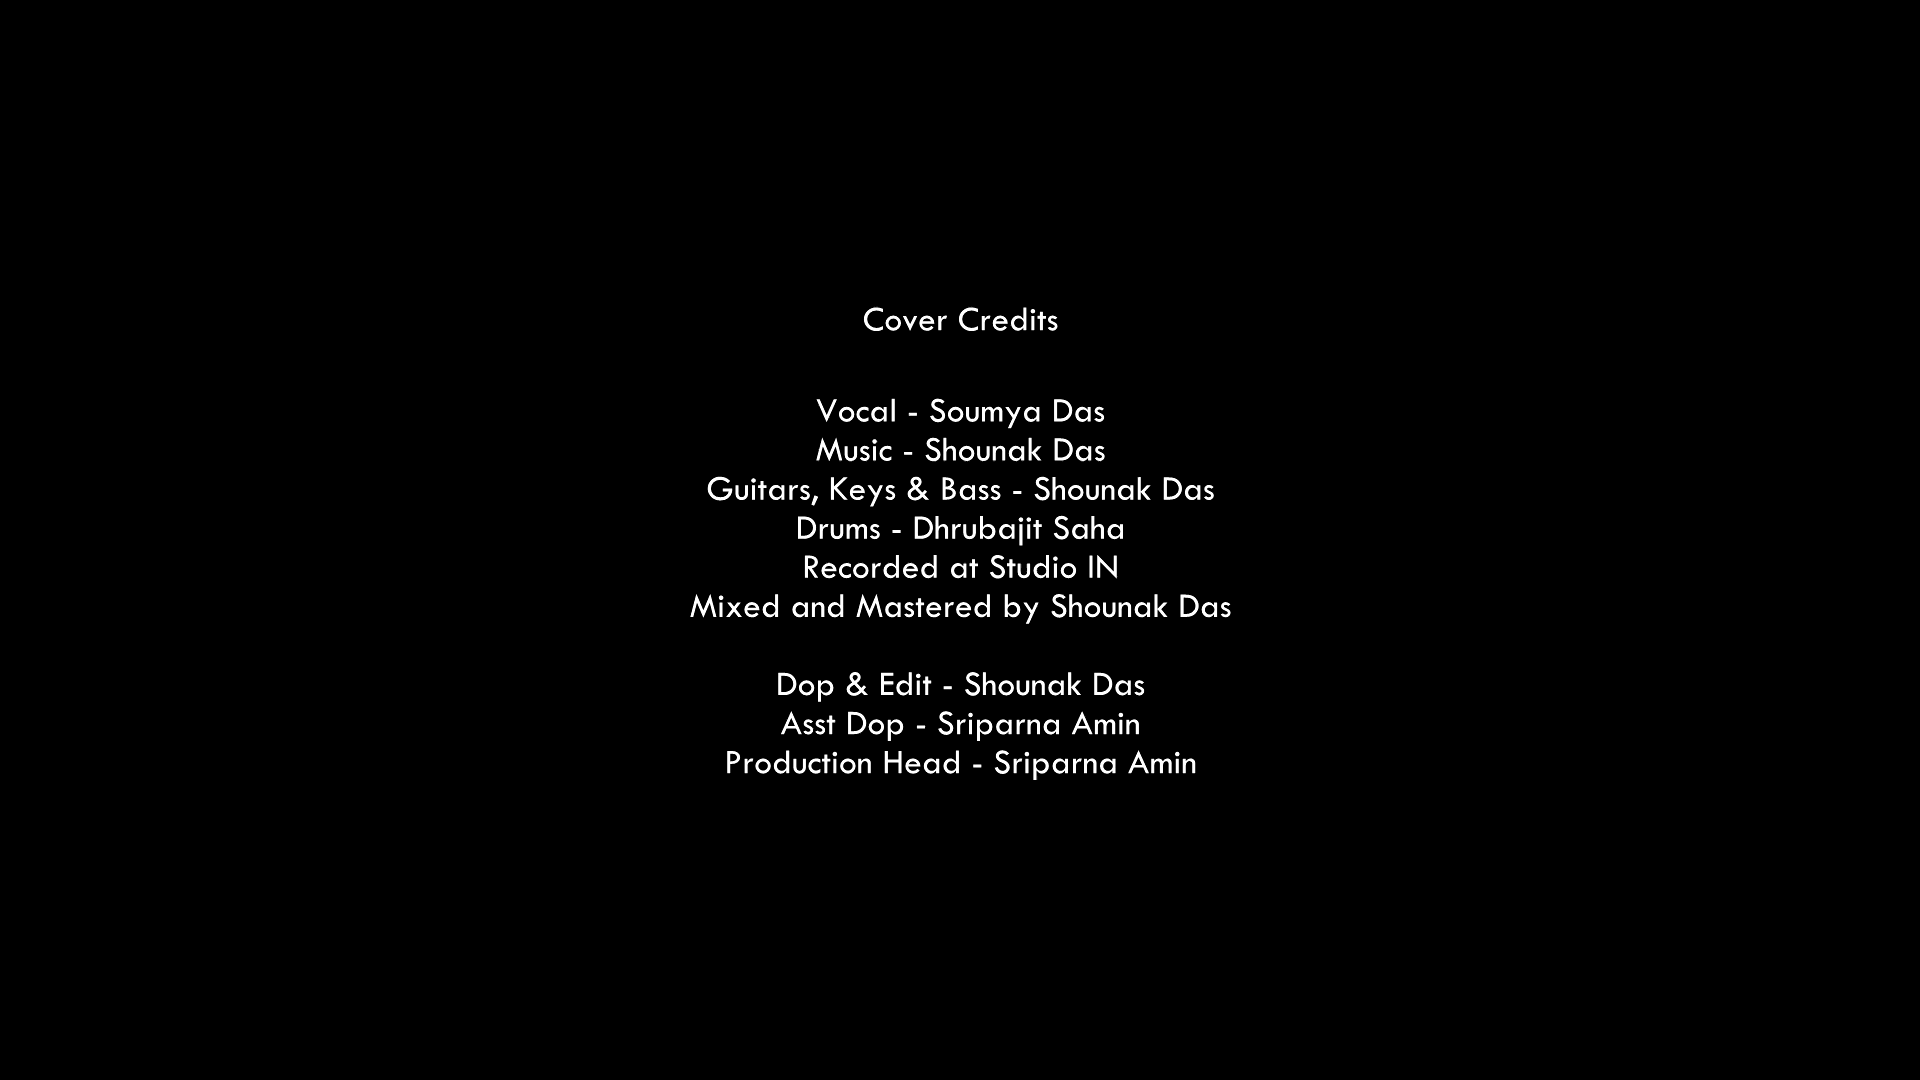 Cover Credits
Vocal - Soumya Das
Music - Shounak Das
Guitars, Keys & Bass - Shounak Das
Drums - Dhrubajit Saha
Recorded at Studio IN
Mixed and Mastered by Shounak Das
Dop & Edit - Shounak Das
Asst Dop - Sriparna Amin
Production Head - Sriparna Amin